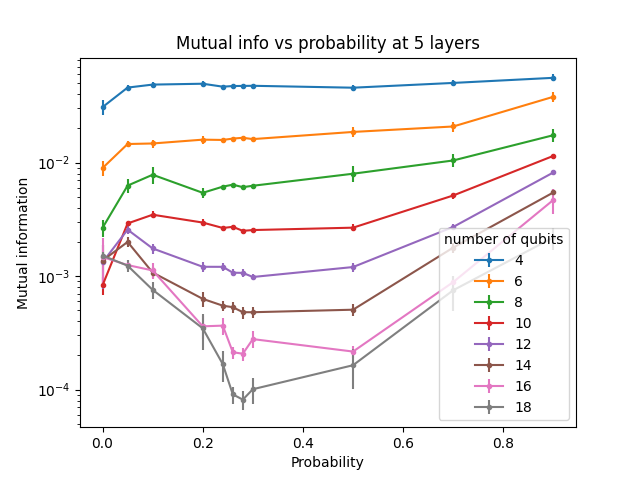 Mutual info vs probability at 5 layers
Mutual information
10⁻²
10⁻³
10⁻⁴
number of qubits
4
6
8
10
12
14
16
18
0.0 0.2 0.4 0.6 0.8
Probability